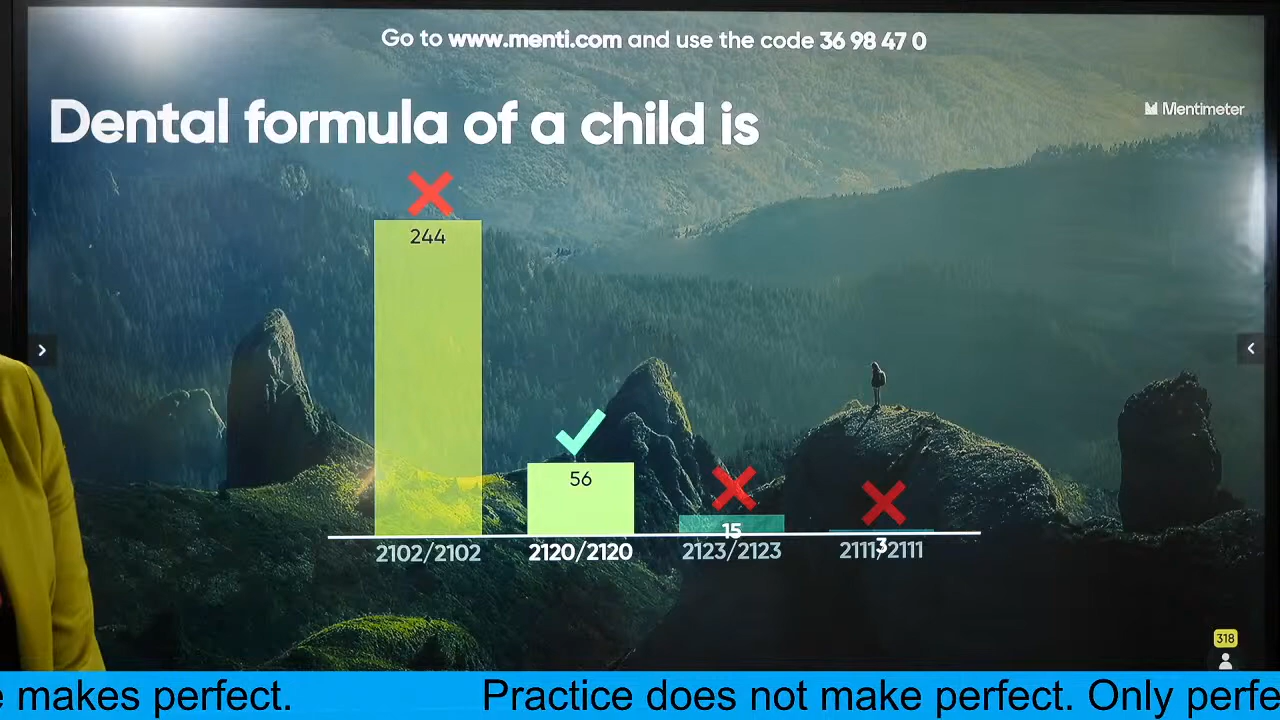 Go to www.menti.com and use the code 36 98 47 0
Dental formula of a child is
Mentimeter
244
56
15
3
2102/2102
2120/2120
2123/2123
2111/2111
318
e makes perfect. Practice does not make perfect. Only perfe